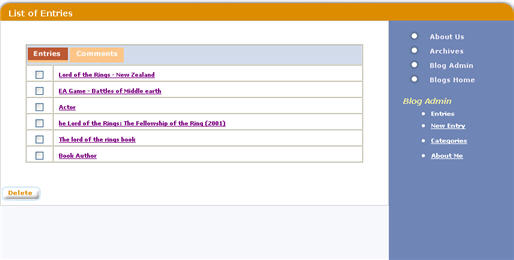 List of Entries
Entries Comments
Lord of the Rings - New Zealand
EA Game - Battles of Middle earth
Actor
he Lord of the Rings: The Fellowship of the Ring (2001)
The lord of the rings book
Book Author
Delete
About Us
Archives
Blog Admin
Blogs Home
Blog Admin
Entries
New Entry
Categories
About Me